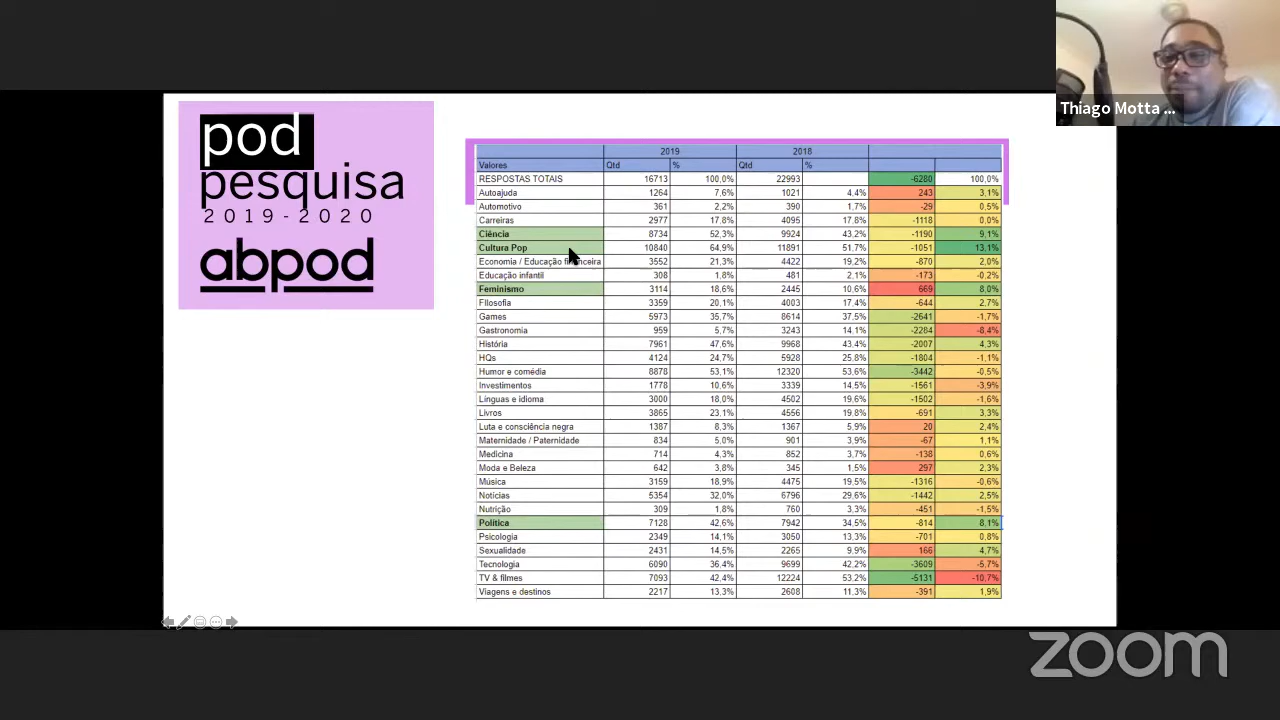 Thiago Motta ...
pod
pesquisa
2019-2020
abpod
2019 2018
Valores Qtd % Qtd %
RESPOSTAS TOTAIS 16713 100,0% 22993 -6280 100,0%
Autoajuda 1264 7,6% 1021 4,4% 243 3,1%
Automotivo 361 2,2% 390 1,7% -29 0,5%
Carreiras 2977 17,8% 4095 17,8% -1118 0,0%
Ciência 8734 52,3% 9924 43,2% -1190 9,1%
Cultura Pop 10840 64,9% 11891 51,7% -1051 13,1%
Economia / Educação financeira 3552 21,3% 4422 19,2% -870 2,0%
Educação infantil 308 1,8% 481 2,1% -173 -0,2%
Feminismo 3114 18,6% 2445 10,6% 669 8,0%
Filosofia 3359 20,1% 4003 17,4% -644 2,7%
Games 5973 35,7% 8614 37,5% -2641 -1,7%
Gastronomia 959 5,7% 3243 14,1% -2284 -8,4%
História 7961 47,6% 9968 43,4% -2007 4,3%
HQs 4124 24,7% 5928 25,8% -1804 -1,1%
Humor e comédia 8878 53,1% 12320 53,6% -3442 -0,5%
Investimentos 1778 10,6% 3339 14,5% -1561 -3,9%
Línguas e idioma 3000 18,0% 4502 19,6% -1502 -1,6%
Livros 3865 23,1% 4556 19,8% -691 3,3%
Luta e consciência negra 1387 8,3% 1367 5,9% 20 2,4%
Maternidade / Paternidade 834 5,0% 901 3,9% -67 1,1%
Medicina 714 4,3% 852 3,7% -138 0,6%
Moda e Beleza 642 3,8% 345 1,5% 297 2,3%
Música 3159 18,9% 4475 19,5% -1316 -0,6%
Notícias 5354 32,0% 6796 29,6% -1442 2,5%
Nutrição 309 1,8% 760 3,3% -451 -1,5%
Política 7128 42,6% 7942 34,5% -814 8,1%
Psicologia 2349 14,1% 3050 13,3% -701 0,8%
Sexualidade 2431 14,5% 2265 9,9% 166 4,7%
Tecnologia 6090 36,4% 9699 42,2% -3609 -5,7%
TV & filmes 7093 42,4% 12224 53,2% -5131 -10,7%
Viagens e destinos 2217 13,3% 2608 11,3% -391 1,9%
zoom